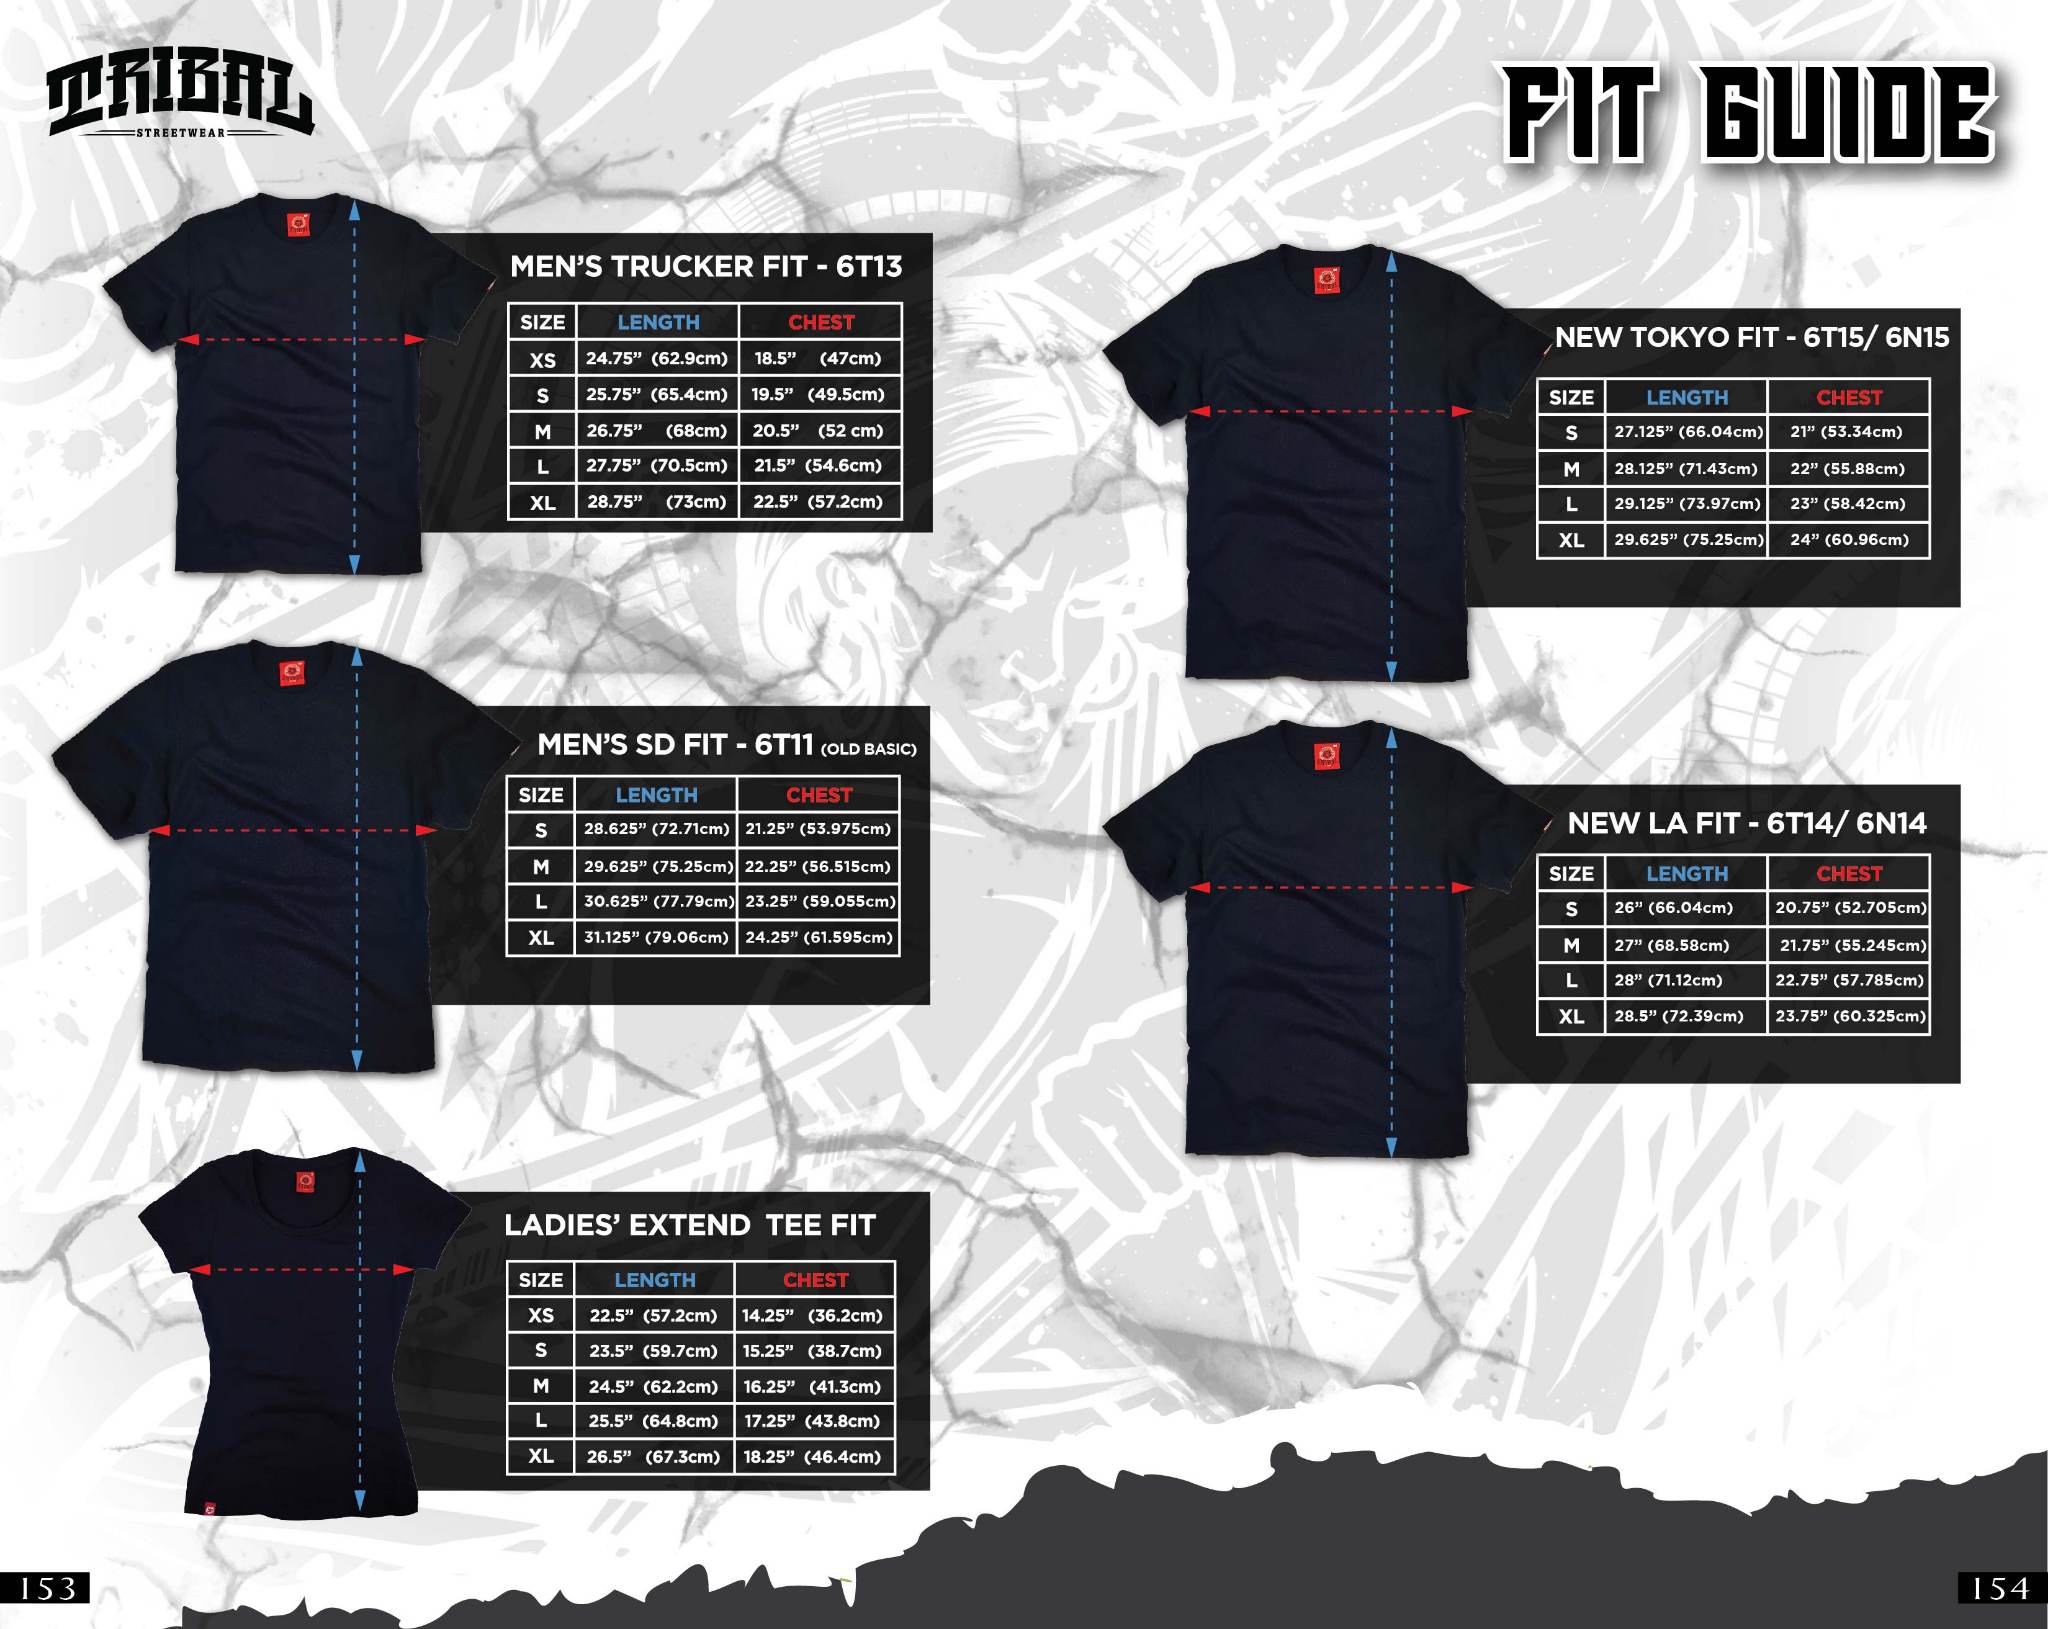 TRIBAL
STREETWEAR
FIT GUIDE
MEN’S TRUCKER FIT - 6T13
SIZE LENGTH CHEST
XS 24.75” (62.9cm) 18.5” (47cm)
S 25.75” (65.4cm) 19.5” (49.5cm)
M 26.75” (68cm) 20.5” (52 cm)
L 27.75” (70.5cm) 21.5” (54.6cm)
XL 28.75” (73cm) 22.5” (57.2cm)
MEN’S SD FIT - 6T11 (OLD BASIC)
SIZE LENGTH CHEST
S 28.625” (72.71cm) 21.25” (53.975cm)
M 29.625” (75.25cm) 22.25” (56.515cm)
L 30.625” (77.79cm) 23.25” (59.055cm)
XL 31.125” (79.06cm) 24.25” (61.595cm)
LADIES’ EXTEND TEE FIT
SIZE LENGTH CHEST
XS 22.5” (57.2cm) 14.25” (36.2cm)
S 23.5” (59.7cm) 15.25” (38.7cm)
M 24.5” (62.2cm) 16.25” (41.3cm)
L 25.5” (64.8cm) 17.25” (43.8cm)
XL 26.5” (67.3cm) 18.25” (46.4cm)
153
NEW TOKYO FIT - 6T15/ 6N15
SIZE LENGTH CHEST
S 27.125” (66.04cm) 21” (53.34cm)
M 28.125” (71.43cm) 22” (55.88cm)
L 29.125” (73.97cm) 23” (58.42cm)
XL 29.625” (75.25cm) 24” (60.96cm)
NEW LA FIT - 6T14/ 6N14
SIZE LENGTH CHEST
S 26” (66.04cm) 20.75” (52.705cm)
M 27” (68.58cm) 21.75” (55.245cm)
L 28” (71.12cm) 22.75” (57.785cm)
XL 28.5” (72.39cm) 23.75” (60.325cm)
154